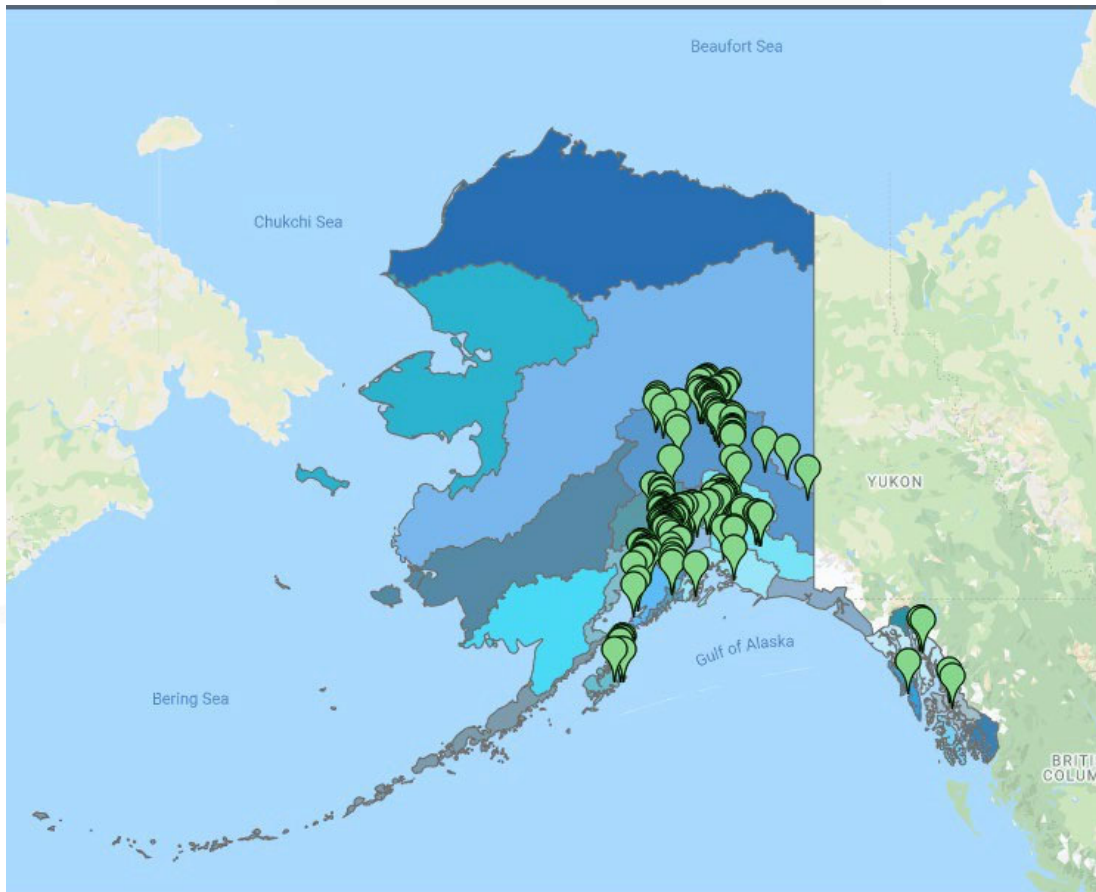 Beaufort Sea
Chukchi Sea
YUKON
Gulf of Alaska
Bering Sea
BRITI
COLUM